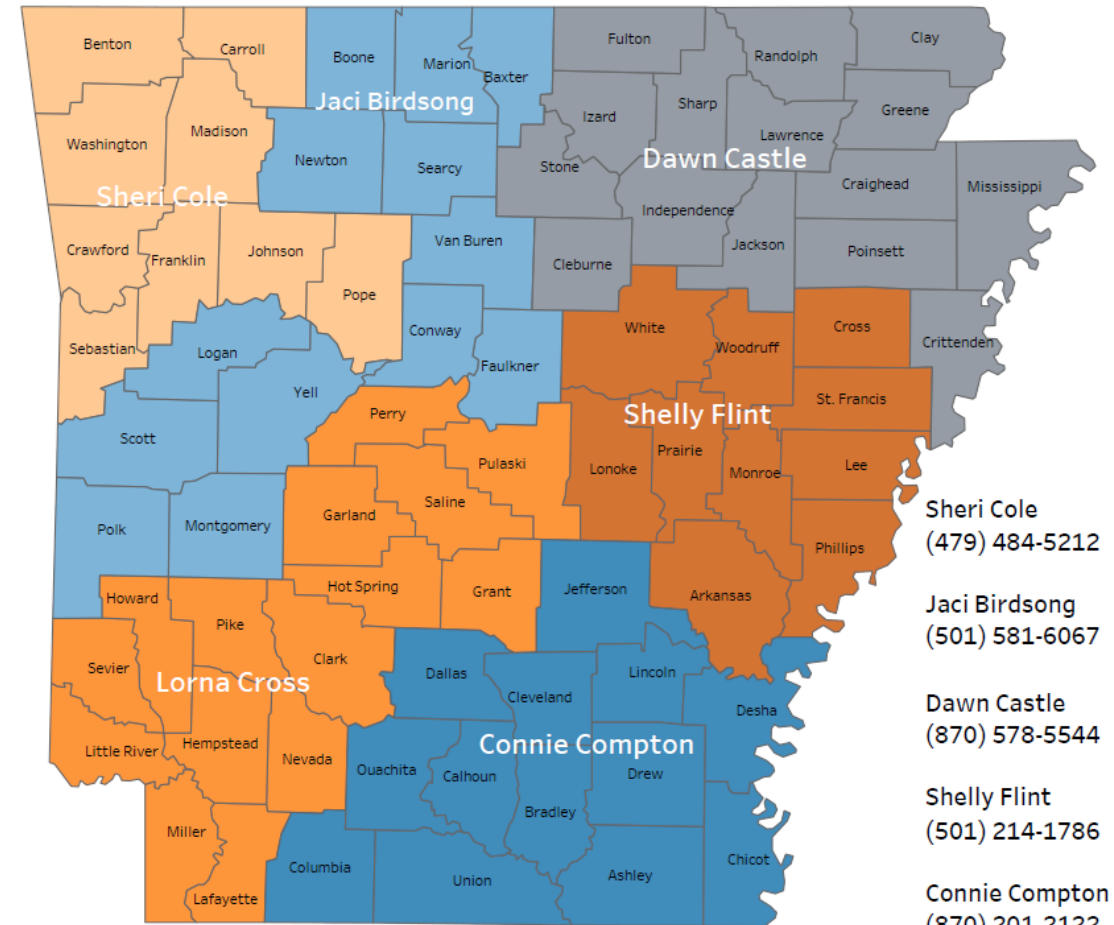 Benton
Carroll
Boone
Marion
Baxter
Fulton
Randolph
Clay
Jaci Birdsong
Izard
Sharp
Greene
Washington
Madison
Newton
Searcy
Stone
Lawrence
Dawn Castle
Craighead
Mississippi
Sheri Cole
Independence
Crawford
Franklin
Johnson
Van Buren
Cleburne
Jackson
Poinsett
Pope
Sebastian
Logan
Conway
Faulkner
White
Woodruff
Cross
Crittenden
Yell
Perry
Shelly Flint
St. Francis
Scott
Pulaski
Lonoke
Prairie
Monroe
Lee
Polk
Montgomery
Garland
Saline
Phillips
Howard
Hot Spring
Grant
Jefferson
Arkansas
Pike
Sevier
Clark
Dallas
Cleveland
Lincoln
Desha
Lorna Cross
Little River
Hempstead
Nevada
Connie Compton
Ouachita
Calhoun
Drew
Bradley
Miller
Lafayette
Columbia
Union
Ashley
Chicot
Sheri Cole
(479) 484-5212
Jaci Birdsong
(501) 581-6067
Dawn Castle
(870) 578-5544
Shelly Flint
(501) 214-1786
Connie Compton